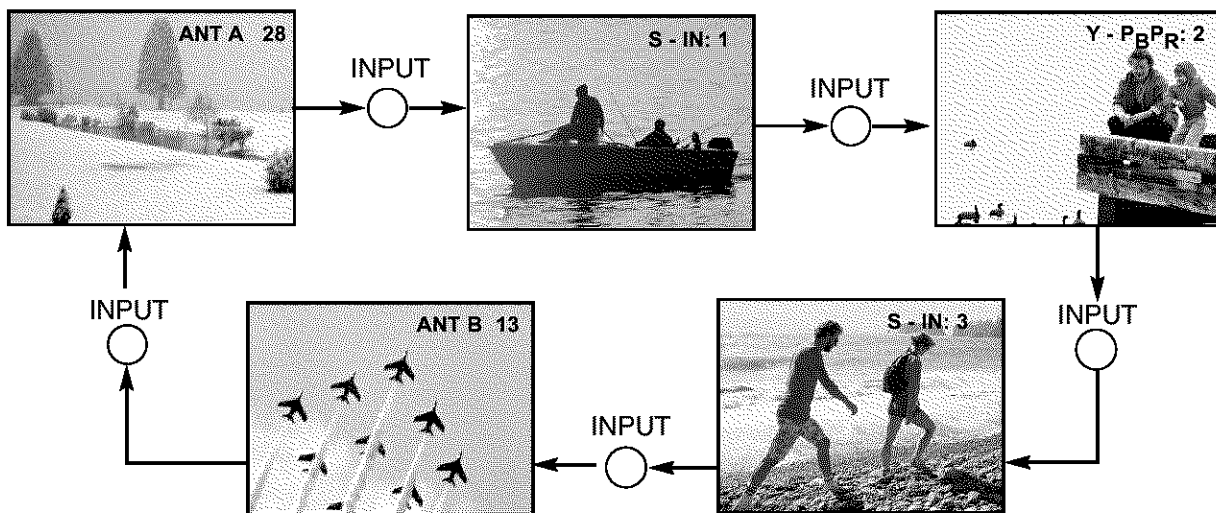 ANT A 28
INPUT
S - IN: 1
INPUT
Y - PBPR: 2
INPUT
S - IN: 3
INPUT
ANT B 13
INPUT